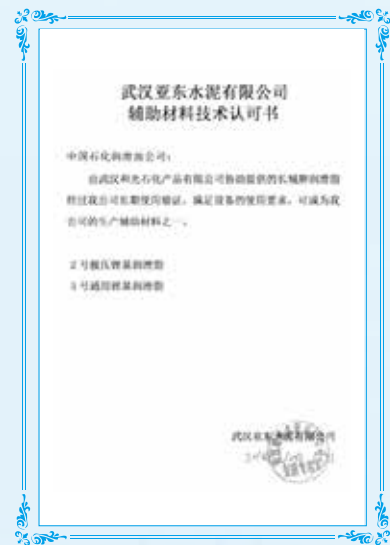 武汉亚东水泥有限公司
辅助材料技术认可书
中国石化润滑油公司：
由武汉和光石化产品有限公司协助提供的长城牌润滑脂
经过我公司长期使用验证，满足设备的使用要求，可成为我
公司的生产辅助材料之一。
2 号极压锂基润滑脂
3 号通用锂基润滑脂
武汉亚东水泥有限公司